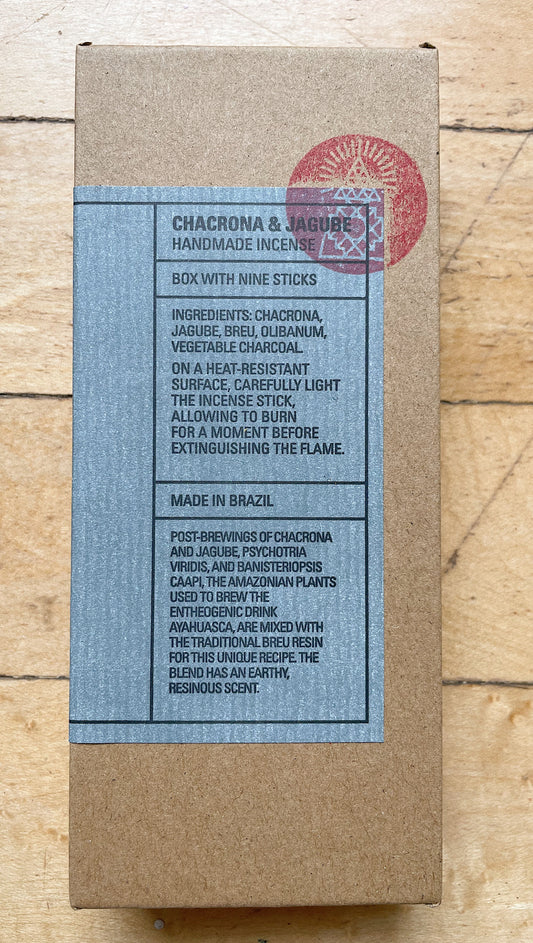 CHACRONA & JAGUBE
HANDMADE INCENSE
BOX WITH NINE STICKS
INGREDIENTS: CHACRONA,
JAGUBE, BREU, OLIBANUM,
VEGETABLE CHARCOAL.
ON A HEAT-RESISTANT
SURFACE, CAREFULLY LIGHT
THE INCENSE STICK,
ALLOWING TO BURN
FOR A MOMENT BEFORE
EXTINGUISHING THE FLAME.
MADE IN BRAZIL
POST-BREWINGS OF CHACRONA
AND JAGUBE, PSYCHOTRIA
VIRIDIS, AND BANISTERIOPSIS
CAAPI, THE AMAZONIAN PLANTS
USED TO BREW THE
ENTHEOGENIC DRINK
AYAHUASCA, ARE MIXED WITH
THE TRADITIONAL BREU RESIN
FOR THIS UNIQUE RECIPE. THE
BLEND HAS AN EARTHY,
RESINOUS SCENT.